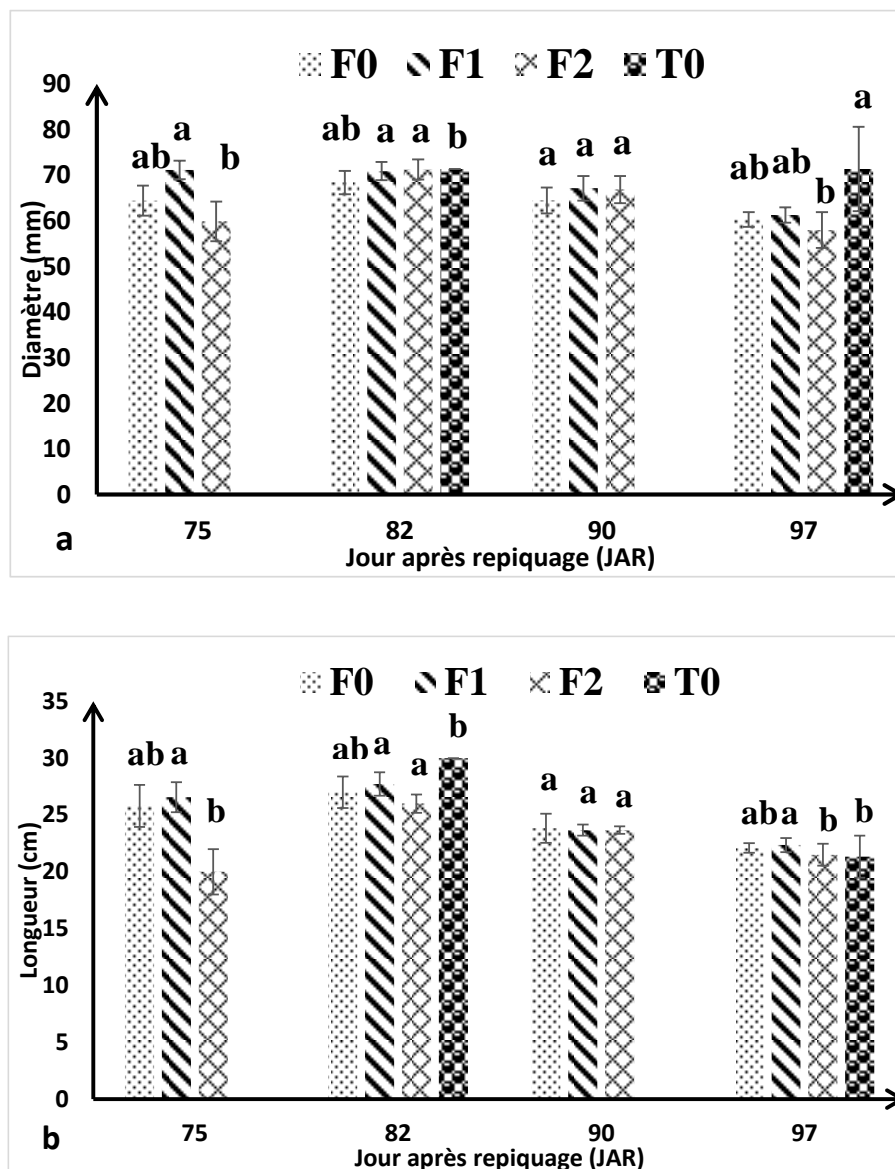 F0 F1 F2 T0
90
80
70
60
50
40
30
20
10
0
Diamètre (mm)
ab a b
ab a a b
a a a
ab ab b a
75 82 90 97
Jour après repiquage (JAR)
a
F0 F1 F2 T0
35
30
25
20
15
10
5
0
Longueur (cm)
ab a b
ab a a b
a a a
ab a b b
75 82 90 97
Jour après repiquage (JAR)
b